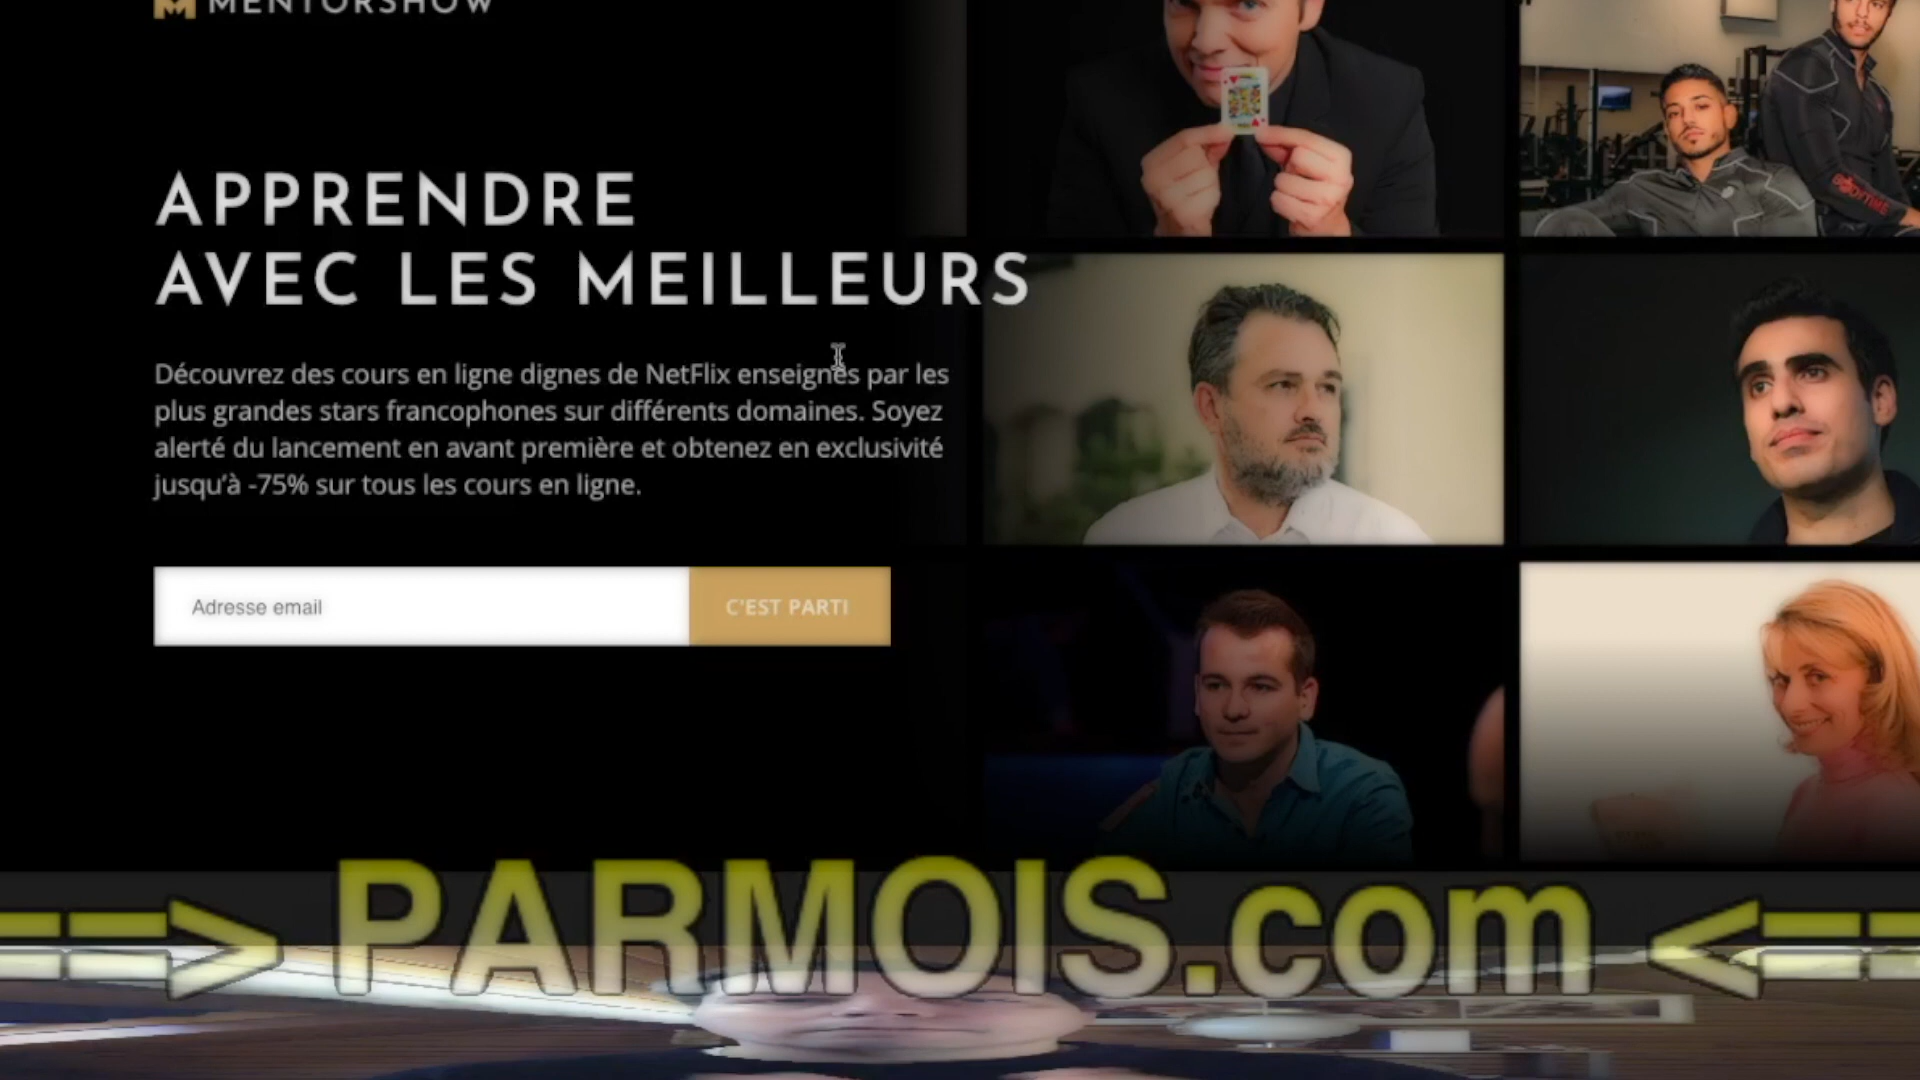 MENTORSHOW
APPRENDRE
AVEC LES MEILLEURS
Découvrez des cours en ligne dignes de NetFlix enseignés par les
plus grandes stars francophones sur différents domaines. Soyez
alerté du lancement en avant première et obtenez en exclusivité
jusqu'à -75% sur tous les cours en ligne.
Adresse email
C'EST PARTI
BODYTIME
==> PARMOIS.com <==